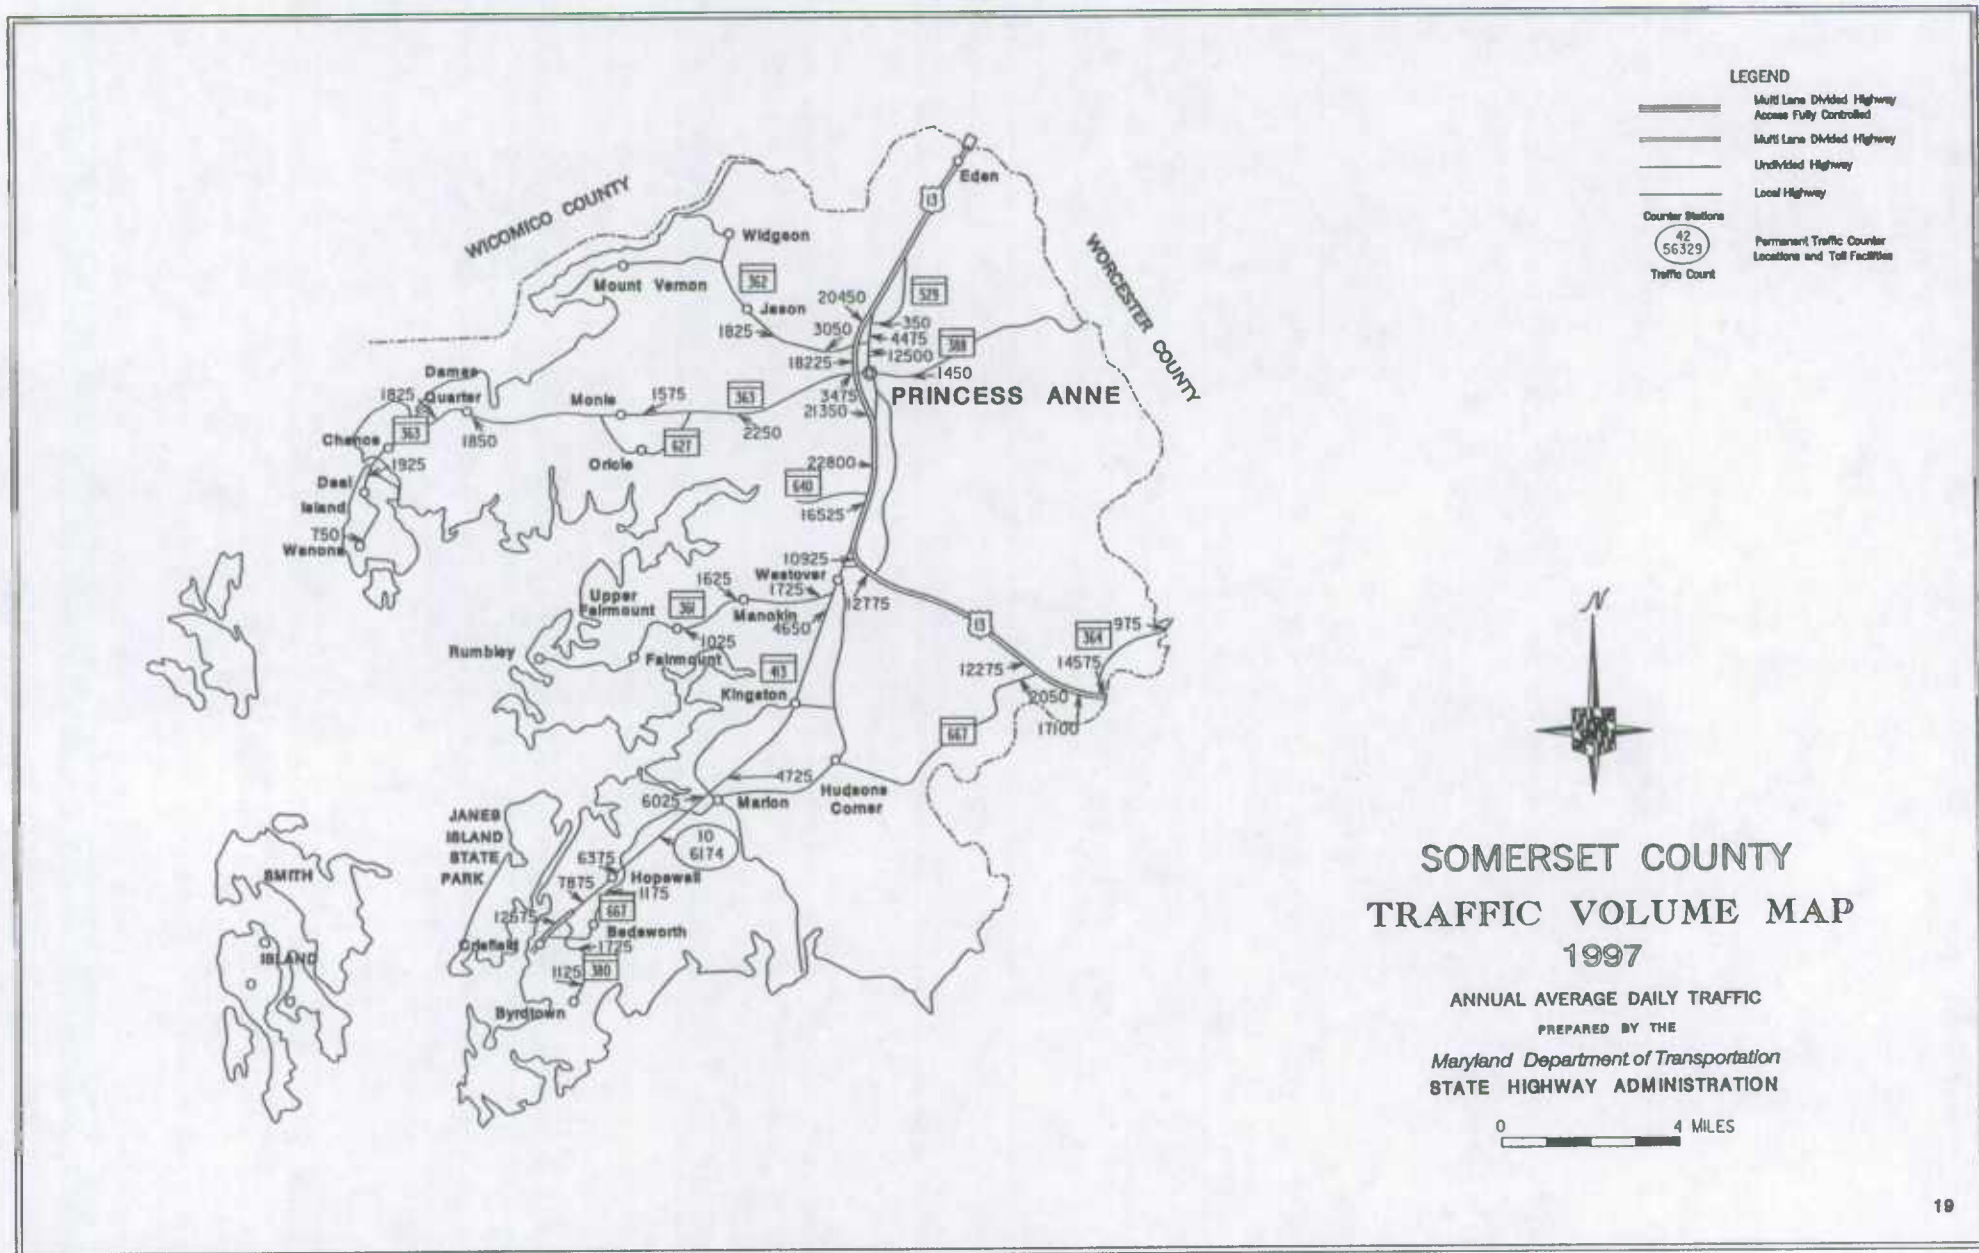 LEGEND
Multi Lane Divided Highway
Access Fully Controlled
Multi Lane Divided Highway
Undivided Highway
Local Highway
Counter Stations
42
56329
Permanent Traffic Counter
Locations and Toll Facilities
Traffic Count
WICOMICO COUNTY
WORCESTER COUNTY
Eden
13
Widgeon
Mount Vernon
362
Jason
529
20450
1825
3050
350
4475
388
12500
18225
1450
PRINCESS ANNE
Dames
Quarter
1825
363
1850
Monie
1575
363
3475
21350
2250
627
Oriole
Chance
1925
Deal
Island
750
Wenona
22800
640
16525
10925
Westover
1625
1725
12775
Upper
Fairmount
361
Manokin
4650
1025
Rumbley
Fairmount
413
Kingston
13
364
975
12275
14575
2050
17100
667
4725
Hudsons
Corner
6025
Marion
10
6174
JANES
ISLAND
STATE
PARK
6375
Hopewell
7875
1175
667
Crisfield
Bedsworth
1725
1125
380
Byrdtown
SMITH
ISLAND
N
SOMERSET COUNTY
TRAFFIC VOLUME MAP
1997
ANNUAL AVERAGE DAILY TRAFFIC
PREPARED BY THE
Maryland Department of Transportation
STATE HIGHWAY ADMINISTRATION
0 4 MILES
19